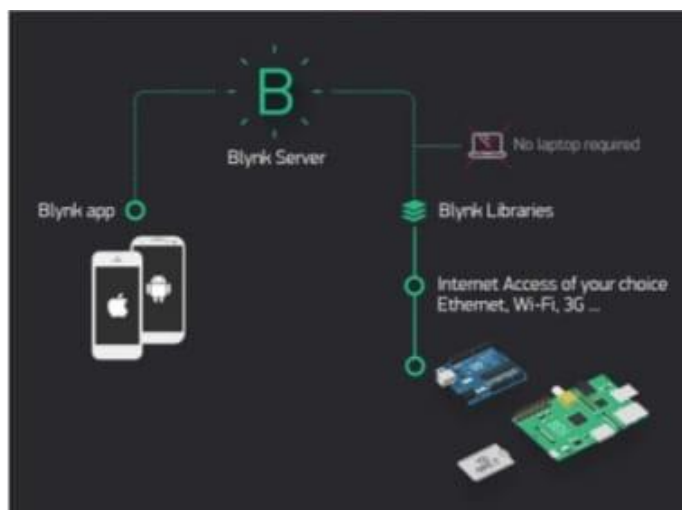 B
Blynk Server
No laptop required
Blynk app
Blynk Libraries
Internet Access of your choice
Ethernet, Wi-Fi, 3G ...